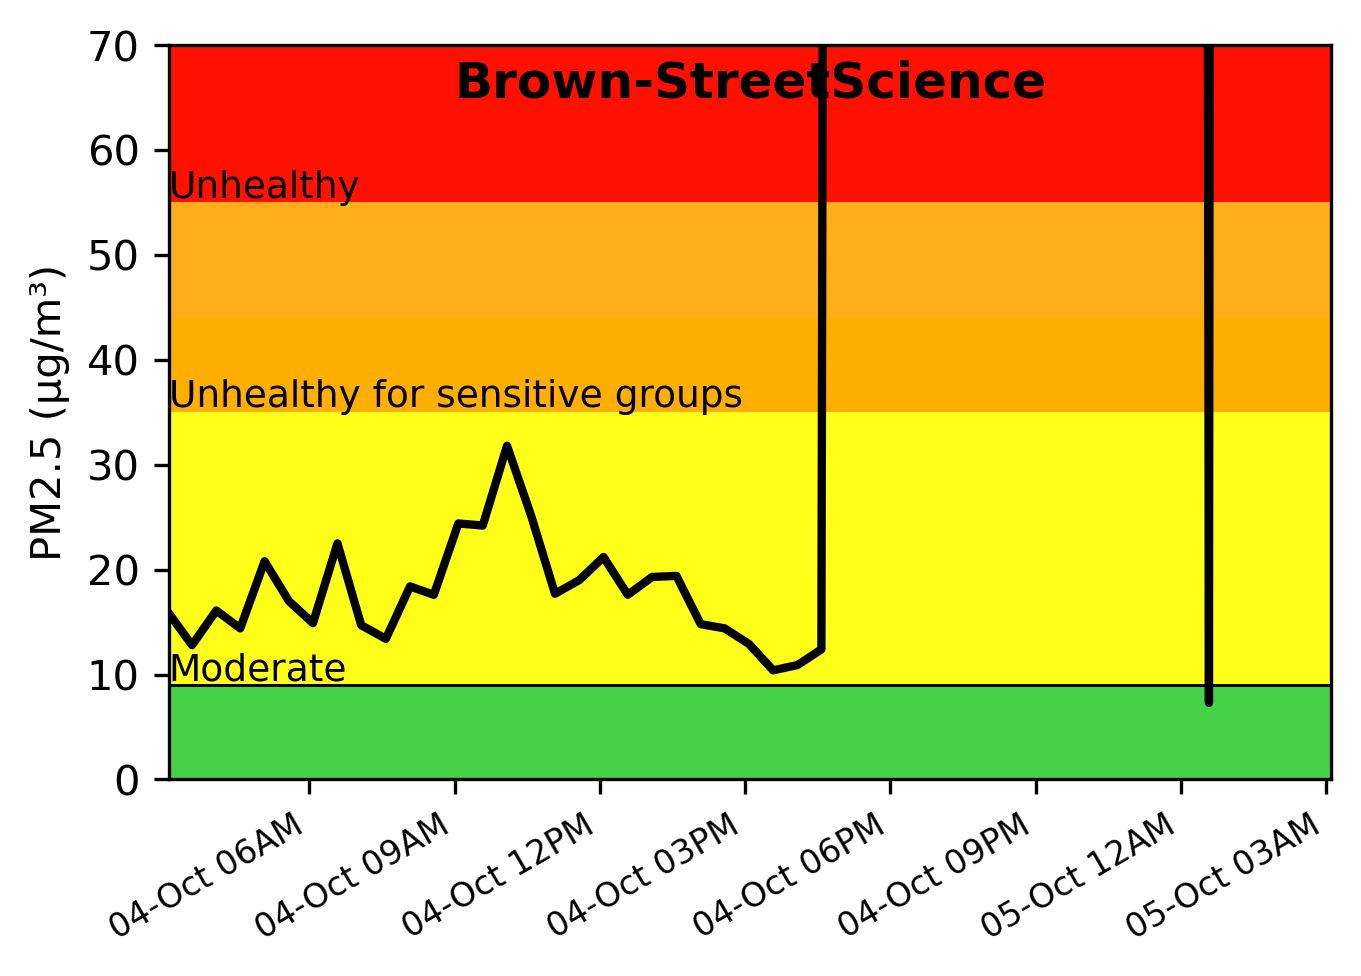 Brown-StreetScience
70
60
50
40
30
20
10
0
PM2.5 (µg/m³)
Unhealthy
Unhealthy for sensitive groups
Moderate
04-Oct 06AM
04-Oct 09AM
04-Oct 12PM
04-Oct 03PM
04-Oct 06PM
04-Oct 09PM
05-Oct 12AM
05-Oct 03AM